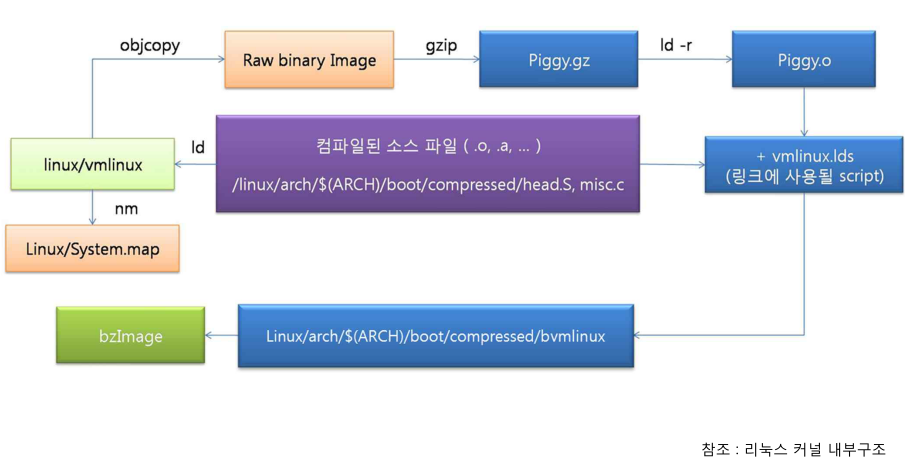 objcopy
Raw binary Image
gzip
Piggy.gz
ld -r
Piggy.o
linux/vmlinux
ld
컴파일된 소스 파일 ( .o, .a, ... )
/linux/arch/$(ARCH)/boot/compressed/head.S, misc.c
+ vmlinux.lds
(링크에 사용될 script)
nm
Linux/System.map
bzImage
Linux/arch/$(ARCH)/boot/compressed/bvmlinux
참조 : 리눅스 커널 내부구조